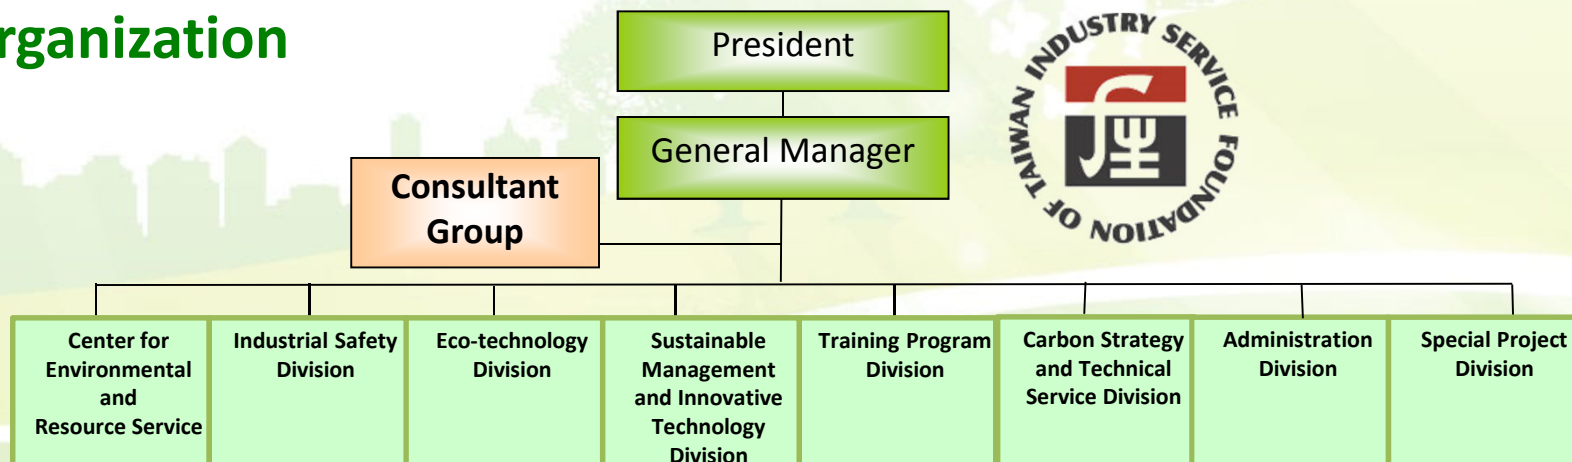 rganization
President
General Manager
Consultant
Group
TAIWAN INDUSTRY SERVICE FOUNDATION OF
Center for
Environmental
and
Resource Service
Industrial Safety
Division
Eco-technology
Division
Sustainable
Management
and Innovative
Technology
Division
Training Program
Division
Carbon Strategy
and Technical
Service Division
Administration
Division
Special Project
Division